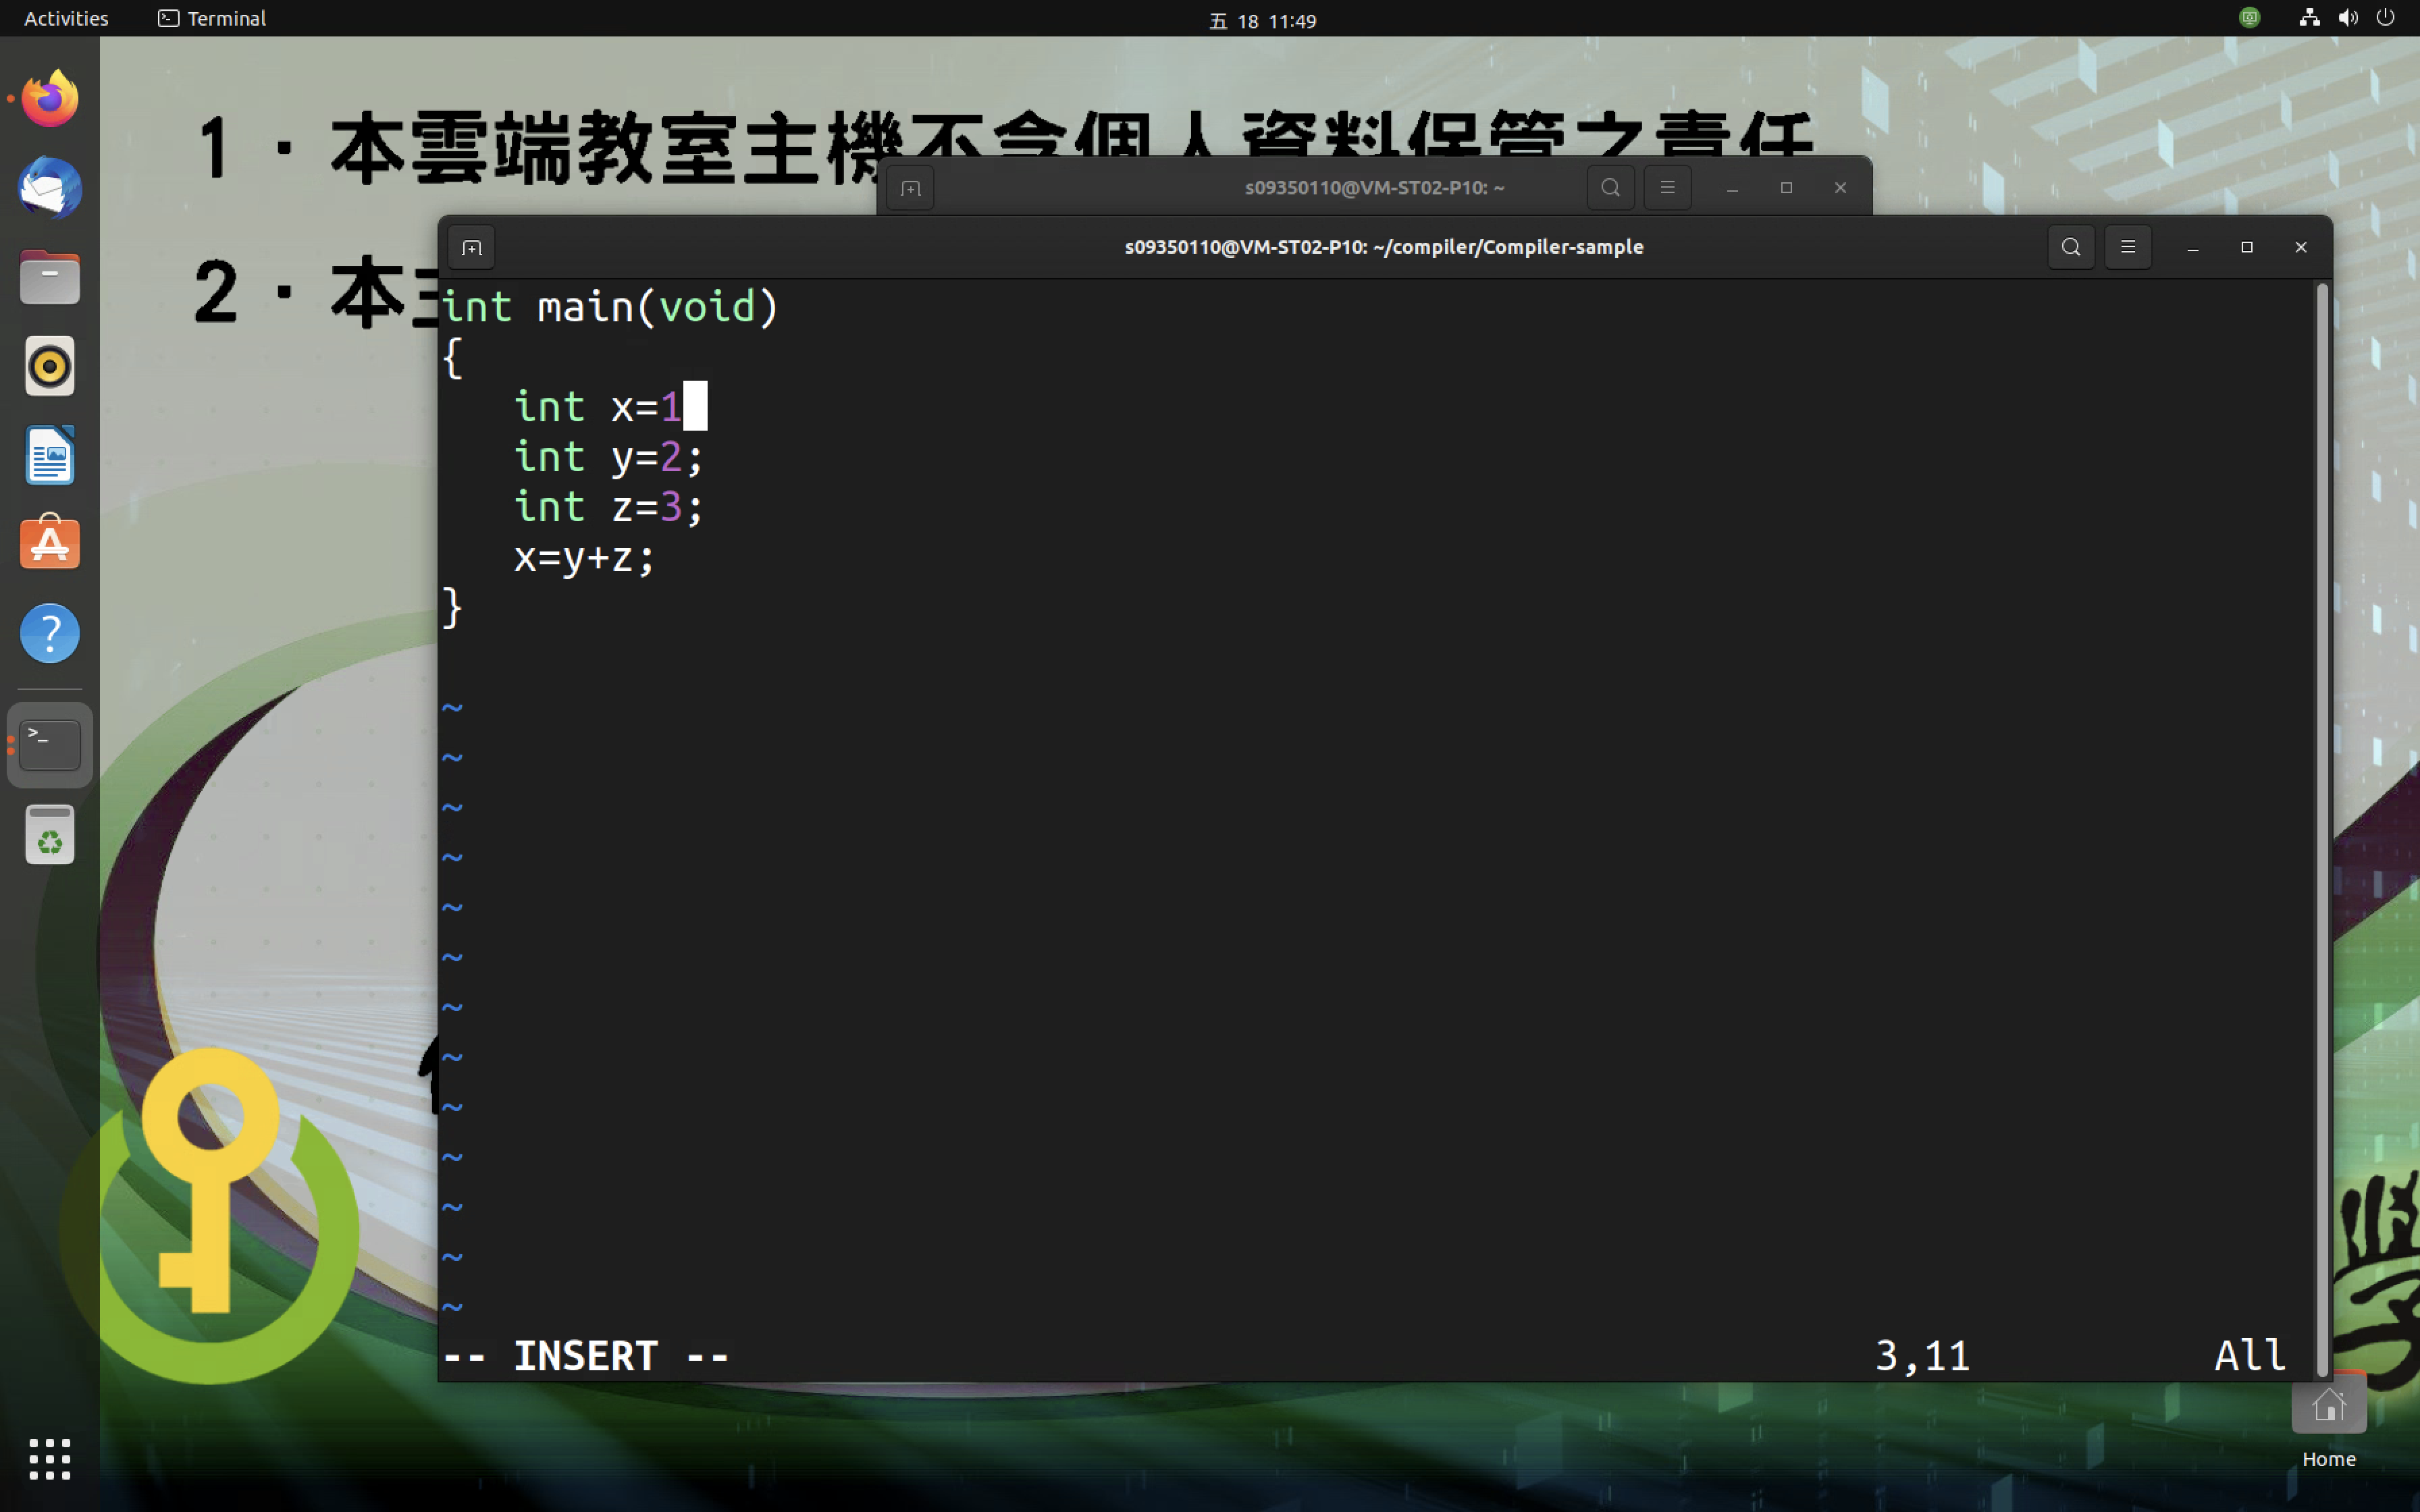 Activities
Terminal
五 18 11:49
1．本雲端教室主機不含個人資料保管之責任
s09350110@VM-ST02-P10: ~
2．本主
s09350110@VM-ST02-P10: ~/compiler/Compiler-sample
int main(void)
{
int x=1
int y=2;
int z=3;
x=y+z;
}
~
~
~
~
~
~
~
~
~
~
~
~
~
-- INSERT --
3,11
All
Home